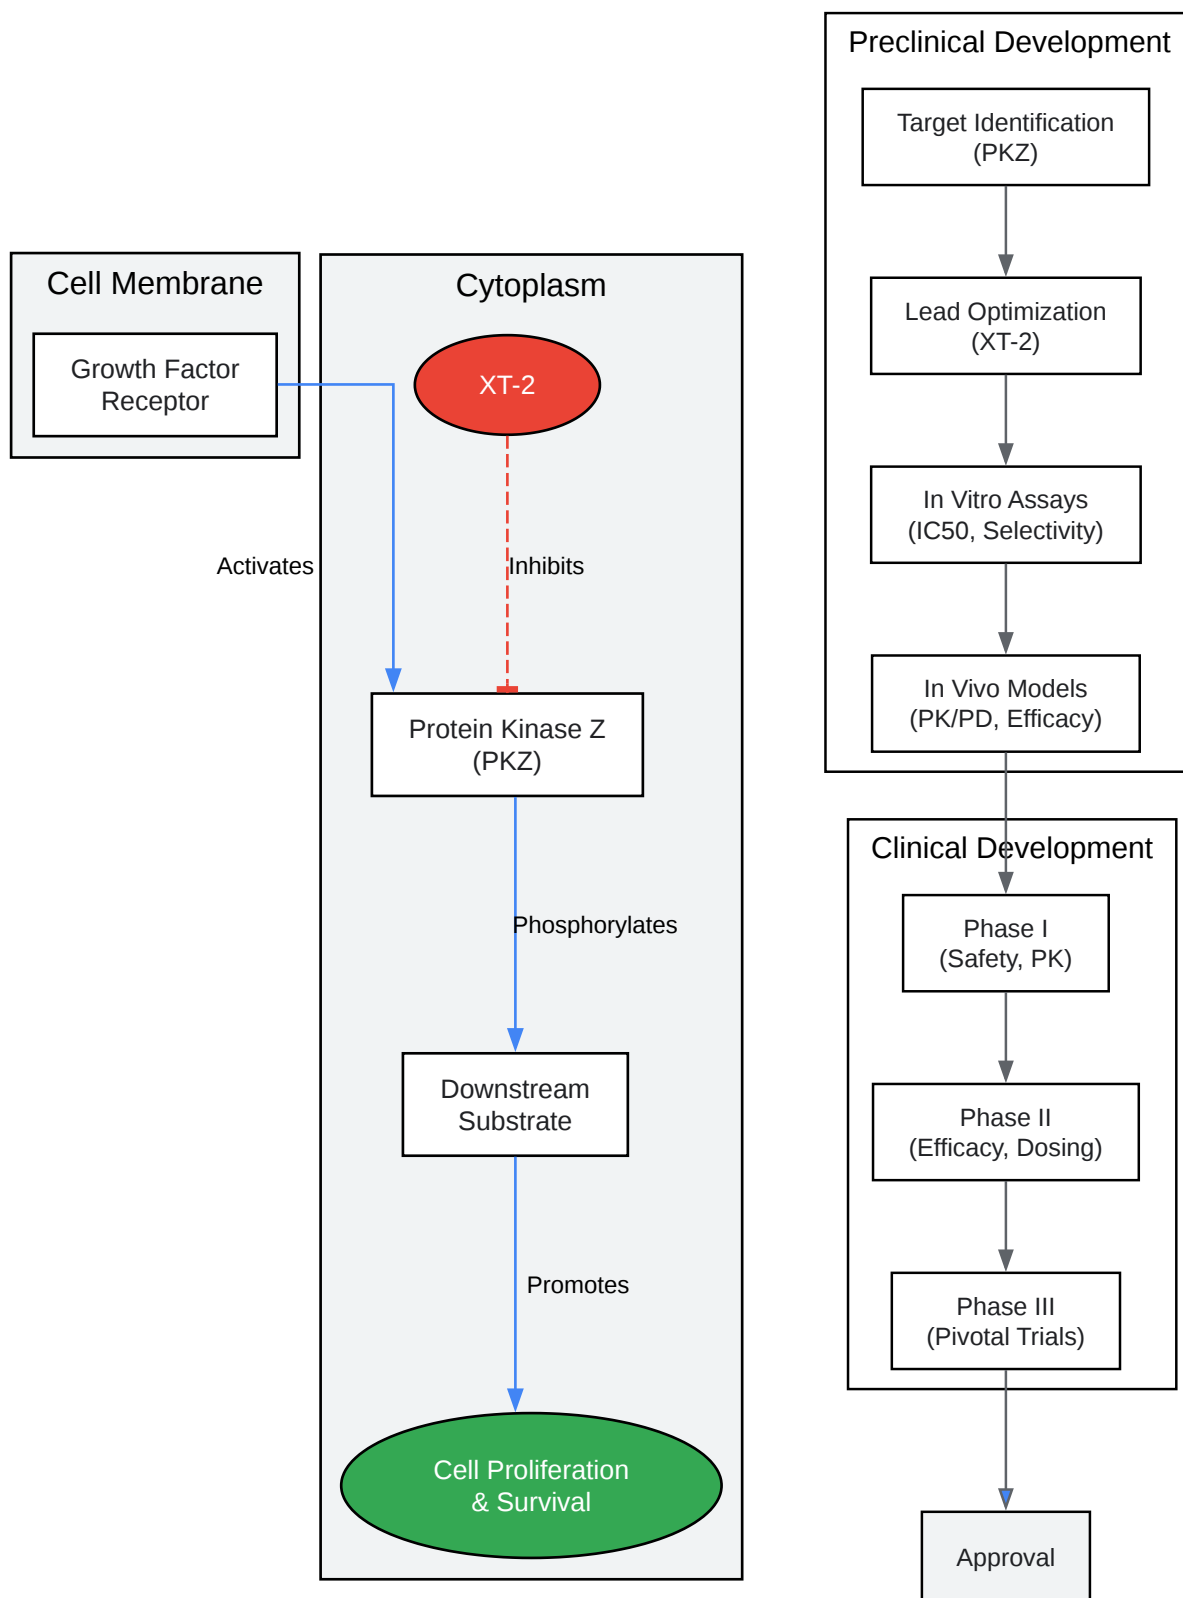 Cell Membrane
Growth Factor
Receptor
Activates
Cytoplasm
XT-2
Inhibits
Protein Kinase Z
(PKZ)
Phosphorylates
Downstream
Substrate
Promotes
Cell Proliferation
& Survival
Preclinical Development
Target Identification
(PKZ)
Lead Optimization
(XT-2)
In Vitro Assays
(IC50, Selectivity)
In Vivo Models
(PK/PD, Efficacy)
Clinical Development
Phase I
(Safety, PK)
Phase II
(Efficacy, Dosing)
Phase III
(Pivotal Trials)
Approval